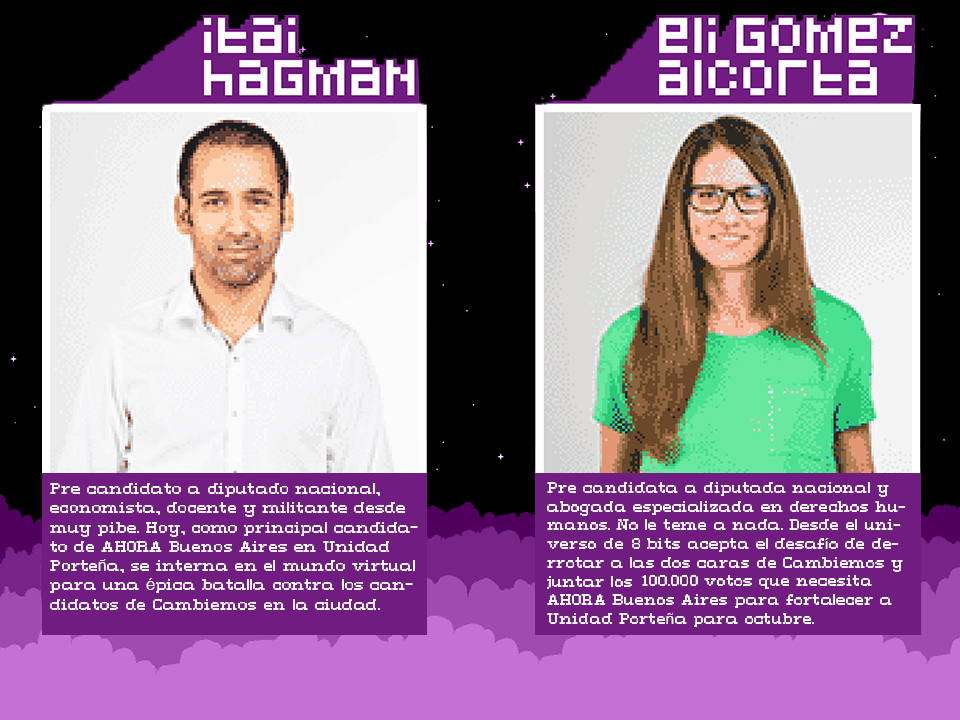 itai
hagman
Pre candidato a diputado nacional,
economista, docente y militante desde
muy pibe. Hoy, como principal candida-
to de AHORA Buenos Aires en Unidad
Porteña, se interna en el mundo virtual
para una épica batalla contra los can-
didatos de Cambiemos en la ciudad.
eli Gomez
alcorta
Pre candidata a diputada nacional y
abogada especializada en derechos hu-
manos. No le teme a nada. Desde el uni-
verso de 8 bits acepta el desafío de de-
rrotar a las dos caras de Cambiemos y
juntar los 100.000 votos que necesita
AHORA Buenos Aires para fortalecer a
Unidad Porteña para octubre.